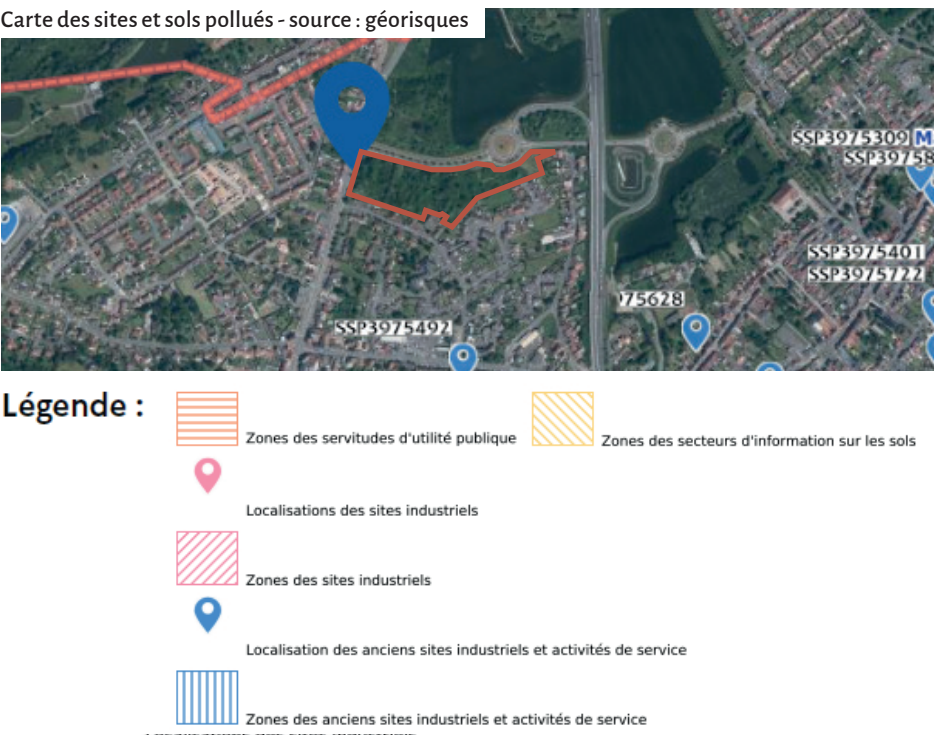 Carte des sites et sols pollués - source : géorisques
SSP3975309 M
SSP39758
SSP3975401
SSP3975722
975628
SSP3975492
Légende :
Zones des servitudes d'utilité publique
Zones des secteurs d'information sur les sols
Localisations des sites industriels
Zones des sites industriels
Localisation des anciens sites industriels et activités de service
Zones des anciens sites industriels et activités de service